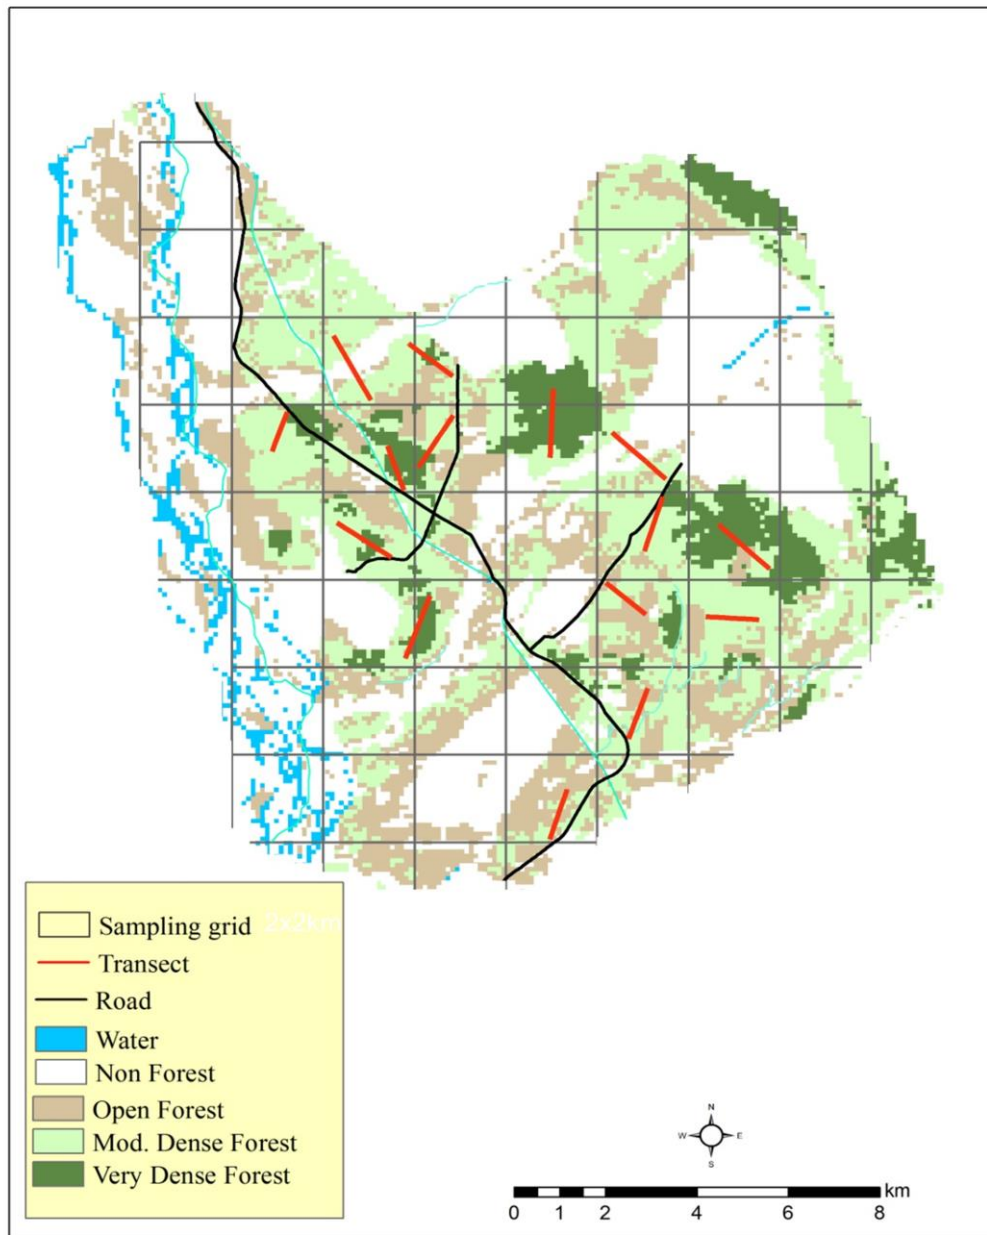 Sampling grid 2x2km
Transect
Road
Water
Non Forest
Open Forest
Mod. Dense Forest
Very Dense Forest
N
W E
S
km
0 1 2 4 6 8